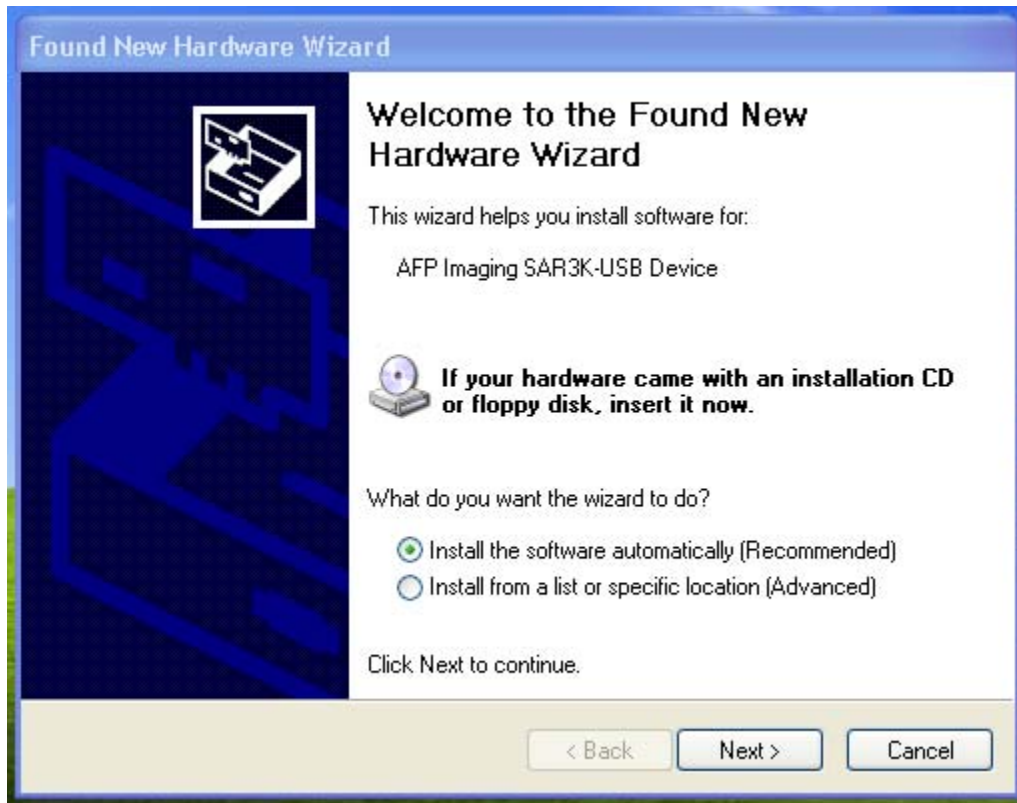 Found New Hardware Wizard
Welcome to the Found New
Hardware Wizard
This wizard helps you install software for:
AFP Imaging SAR3K-USB Device
If your hardware came with an installation CD
or floppy disk, insert it now.
What do you want the wizard to do?
Install the software automatically (Recommended)
Install from a list or specific location (Advanced)
Click Next to continue.
< Back
Next >
Cancel